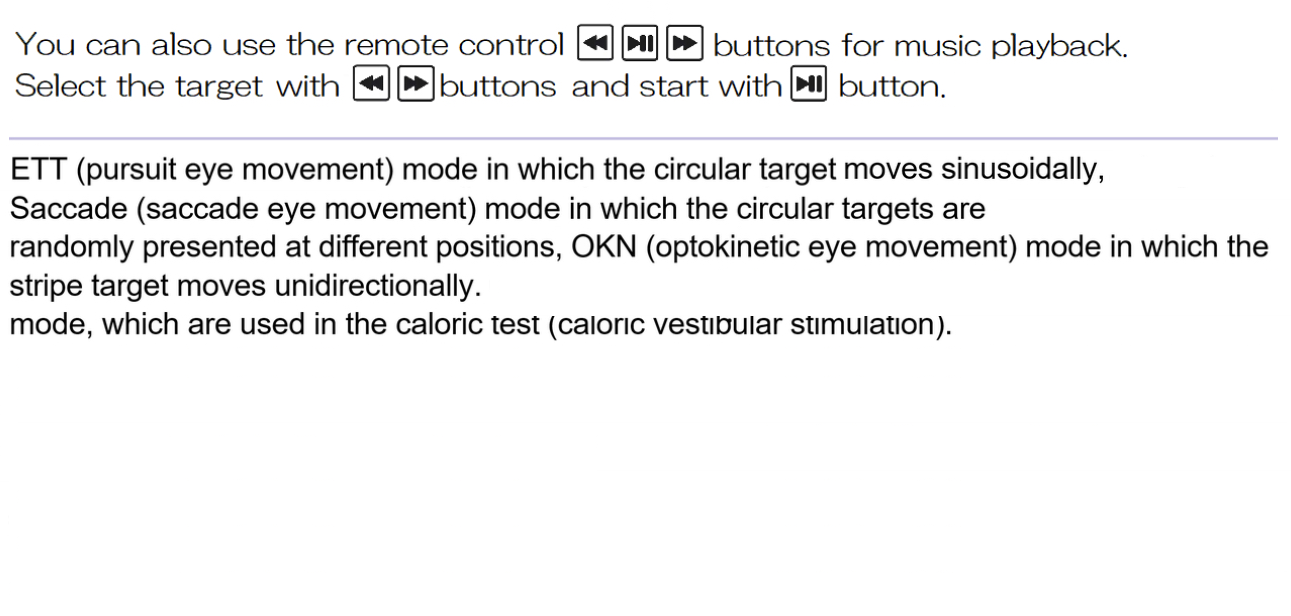 You can also use the remote control ⏪ ⏯ ⏩ buttons for music playback.
Select the target with ⏪ ⏩ buttons and start with ⏯ button.
ETT (pursuit eye movement) mode in which the circular target moves sinusoidally,
Saccade (saccade eye movement) mode in which the circular targets are
randomly presented at different positions, OKN (optokinetic eye movement) mode in which the
stripe target moves unidirectionally.
mode, which are used in the caloric test (caloric vestibular stimulation).